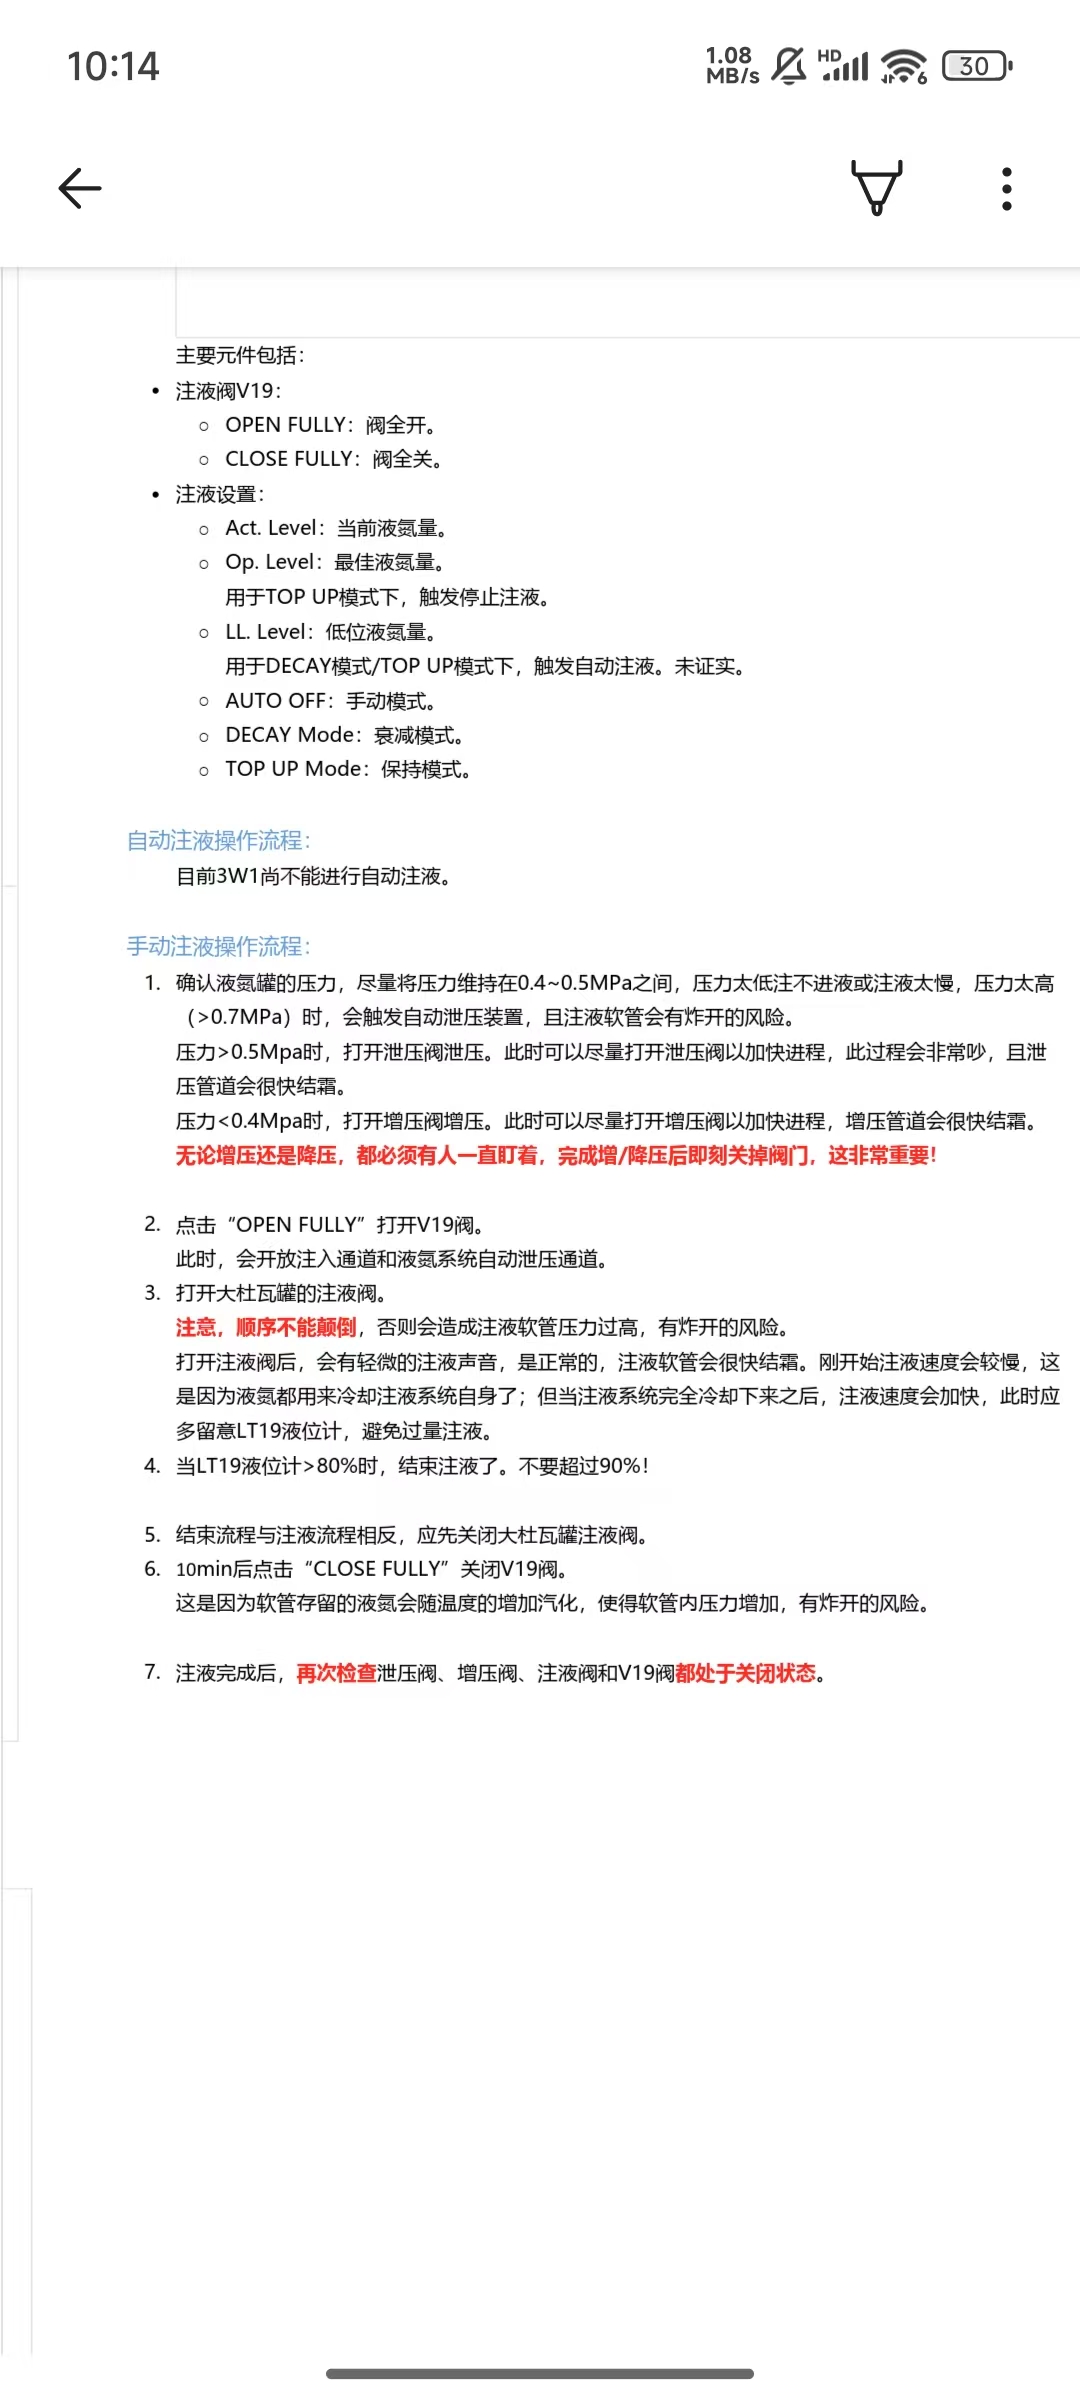 10:14
1.08 MB/s HD 6 30
主要元件包括：
• 注液阀V19：
○ OPEN FULLY：阀全开。
○ CLOSE FULLY：阀全关。
• 注液设置：
○ Act. Level：当前液氮量。
○ Op. Level：最佳液氮量。
用于TOP UP模式下，触发停止注液。
○ LL. Level：低位液氮量。
用于DECAY模式/TOP UP模式下，触发自动注液。未证实。
○ AUTO OFF：手动模式。
○ DECAY Mode：衰减模式。
○ TOP UP Mode：保持模式。
自动注液操作流程：
目前3W1尚不能进行自动注液。
手动注液操作流程：
1. 确认液氮罐的压力，尽量将压力维持在0.4~0.5MPa之间，压力太低注不进液或注液太慢，压力太高
（>0.7MPa）时，会触发自动泄压装置，且注液软管会有炸开的风险。
压力>0.5Mpa时，打开泄压阀泄压。此时可以尽量打开泄压阀以加快进程，此过程会非常吵，且泄
压管道会很快结霜。
压力<0.4Mpa时，打开增压阀增压。此时可以尽量打开增压阀以加快进程，增压管道会很快结霜。
无论增压还是降压，都必须有人一直盯着，完成增/降压后即刻关掉阀门，这非常重要！
2. 点击“OPEN FULLY”打开V19阀。
此时，会开放注入通道和液氮系统自动泄压通道。
3. 打开大杜瓦罐的注液阀。
注意，顺序不能颠倒，否则会造成注液软管压力过高，有炸开的风险。
打开注液阀后，会有轻微的注液声音，是正常的，注液软管会很快结霜。刚开始注液速度会较慢，这
是因为液氮都用来冷却注液系统自身了；但当注液系统完全冷却下来之后，注液速度会加快，此时应
多留意LT19液位计，避免过量注液。
4. 当LT19液位计>80%时，结束注液了。不要超过90%！
5. 结束流程与注液流程相反，应先关闭大杜瓦罐注液阀。
6. 10min后点击“CLOSE FULLY”关闭V19阀。
这是因为软管存留的液氮会随温度的增加汽化，使得软管内压力增加，有炸开的风险。
7. 注液完成后，再次检查泄压阀、增压阀、注液阀和V19阀都处于关闭状态。